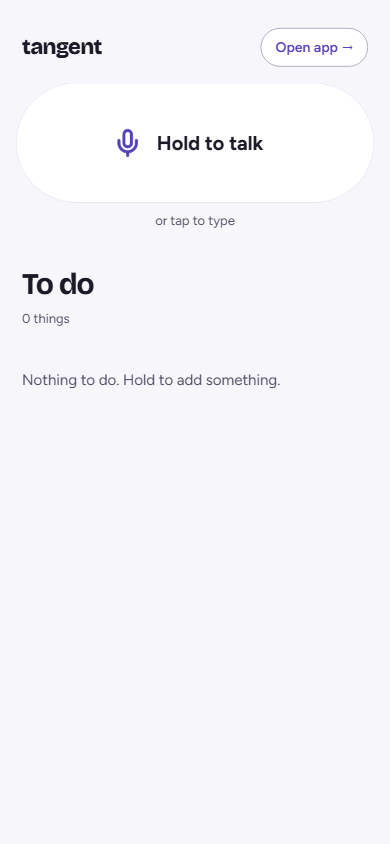 tangent
Open app →
Hold to talk
or tap to type
To do
0 things
Nothing to do. Hold to add something.